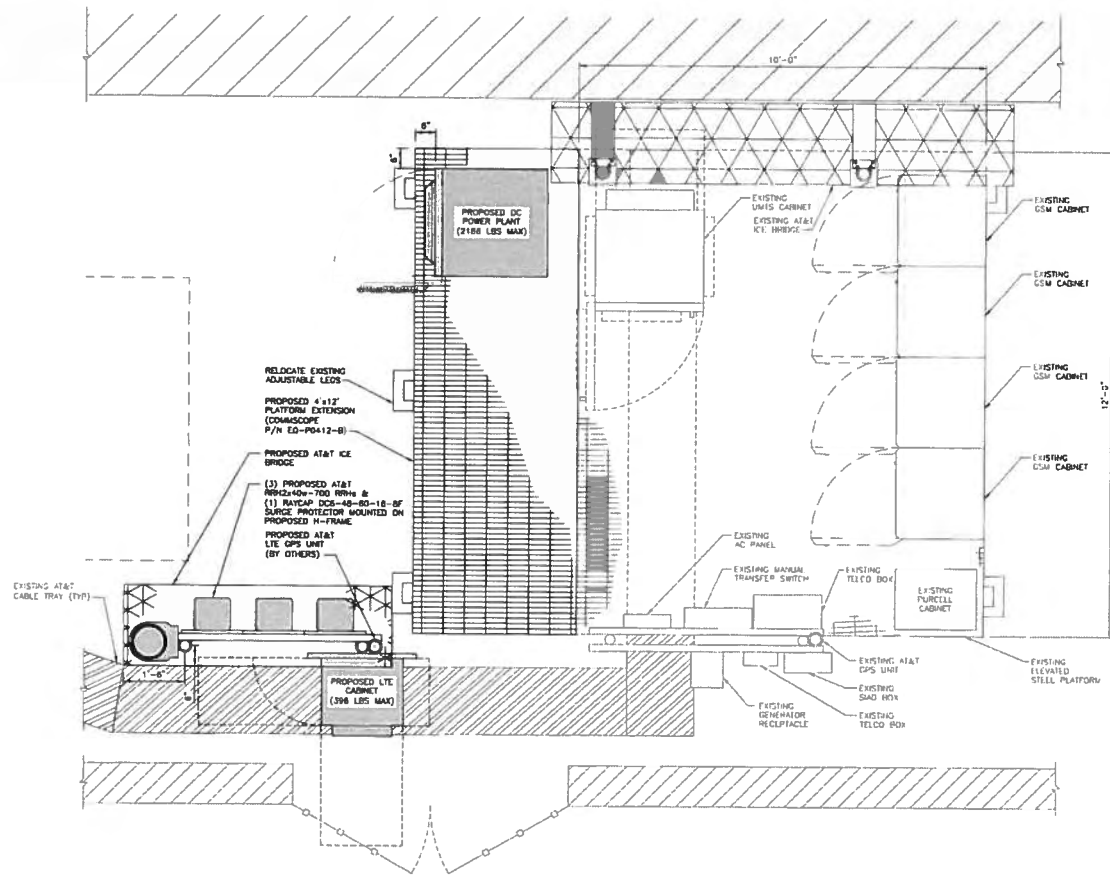 10'-0"
6"
6"
PROPOSED DC
POWER PLANT
(2188 LBS MAX)
EXISTING
UMTS CABINET
EXISTING AT&T
ICE BRIDGE
EXISTING
GSM CABINET
EXISTING
GSM CABINET
EXISTING
GSM CABINET
EXISTING
GSM CABINET
12'-0"
RELOCATE EXISTING
ADJUSTABLE LEGS
PROPOSED 4'x12'
PLATFORM EXTENSION
(COMMSCOPE
P/N EQ-P0412-B)
PROPOSED AT&T ICE
BRIDGE
(3) PROPOSED AT&T
RRH2x40w-700 RRHs &
(1) RAYCAP DC6-48-60-18-8F
SURGE PROTECTOR MOUNTED ON
PROPOSED H-FRAME
PROPOSED AT&T
LTE GPS UNIT
(BY OTHERS)
EXISTING AT&T
CABLE TRAY (TYP)
1'-6"
PROPOSED LTE
CABINET
(396 LBS MAX)
EXISTING
AC PANEL
EXISTING MANUAL
TRANSFER SWITCH
EXISTING
TELCO BOX
EXISTING
PURCELL
CABINET
EXISTING
GENERATOR
RECEPTACLE
EXISTING
TELCO BOX
EXISTING
SIAD BOX
EXISTING AT&T
GPS UNIT
EXISTING
ELEVATED
STEEL PLATFORM